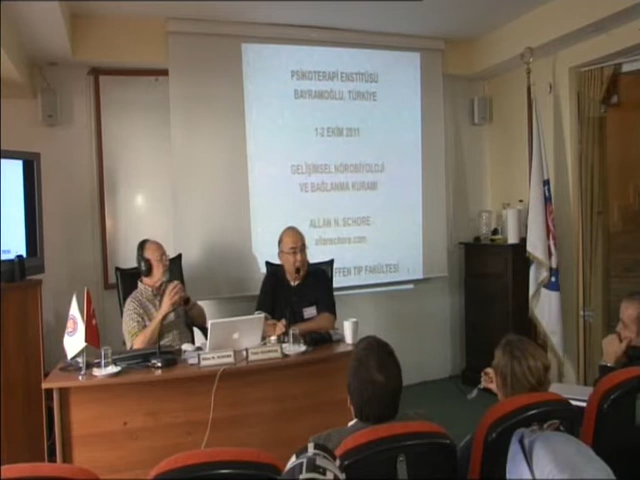 PSİKOTERAPİ ENSTİTÜSÜ
BAYRAMOĞLU, TÜRKİYE
1-2 EKİM 2011
GELİŞİMSEL NÖROBİYOLOJİ
VE BAĞLANMA KURAMI
ALLAN N. SCHORE
allanschore.com
FFEN TIP FAKÜLTESİ